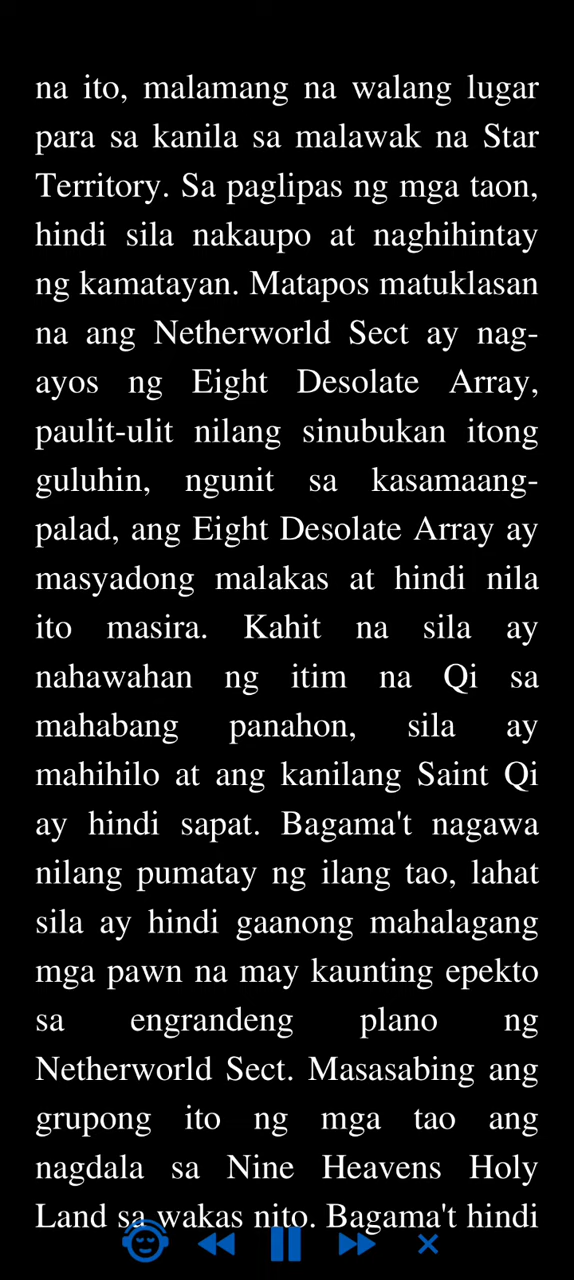 na ito, malamang na walang lugar
para sa kanila sa malawak na Star
Territory. Sa paglipas ng mga taon,
hindi sila nakaupo at naghihintay
ng kamatayan. Matapos matuklasan
na ang Netherworld Sect ay nag-
ayos ng Eight Desolate Array,
paulit-ulit nilang sinubukan itong
guluhin, ngunit sa kasamaang-
palad, ang Eight Desolate Array ay
masyadong malakas at hindi nila
ito masira. Kahit na sila ay
nahawahan ng itim na Qi sa
mahabang panahon, sila ay
mahihilo at ang kanilang Saint Qi
ay hindi sapat. Bagama't nagawa
nilang pumatay ng ilang tao, lahat
sila ay hindi gaanong mahalagang
mga pawn na may kaunting epekto
sa engrandeng plano ng
Netherworld Sect. Masasabing ang
grupong ito ng mga tao ang
nagdala sa Nine Heavens Holy
Land sa wakas nito. Bagama't hindi